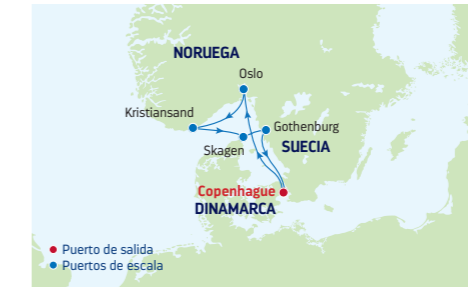 NORUEGA
Oslo
Kristiansand
Gothenburg
Skagen
SUECIA
Copenhague
DINAMARCA
Puerto de salida
Puertos de escala